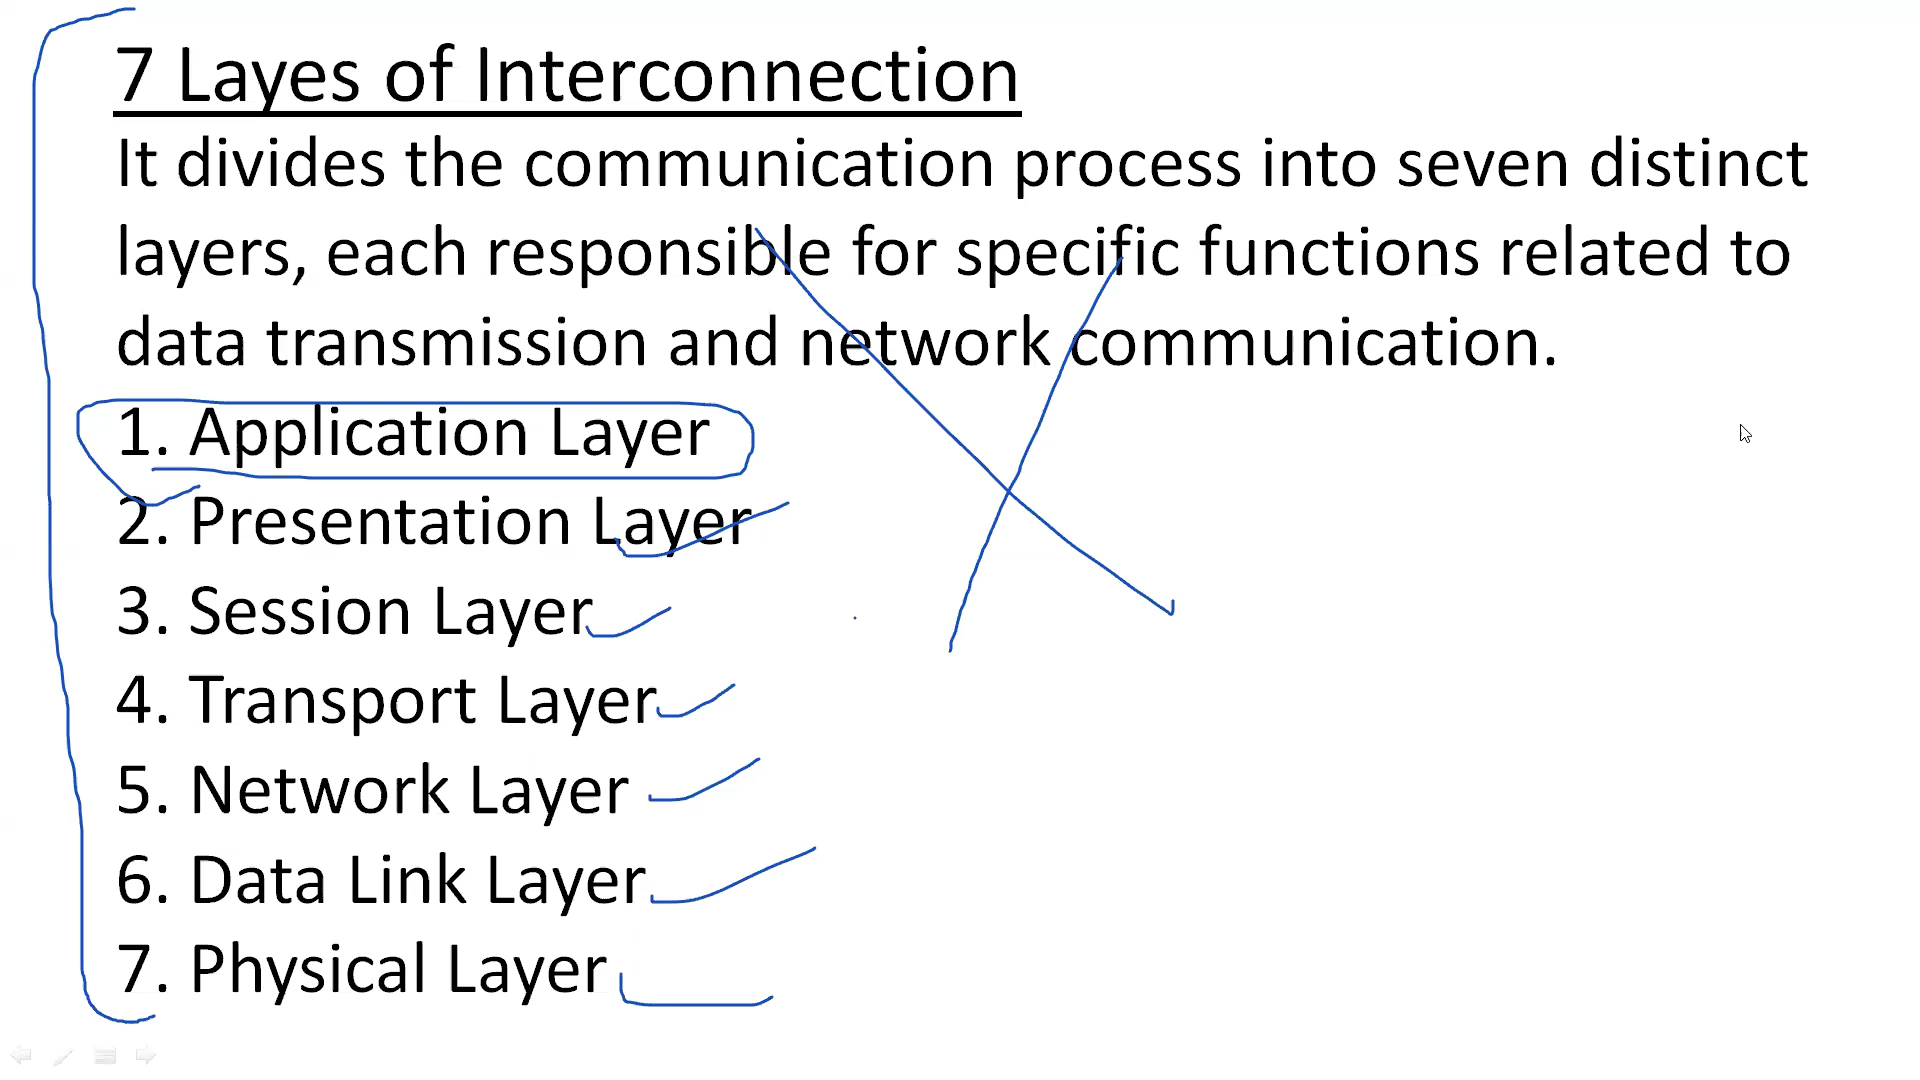 7 Layes of Interconnection
It divides the communication process into seven distinct
layers, each responsible for specific functions related to
data transmission and network communication.
1. Application Layer
2. Presentation Layer
3. Session Layer
4. Transport Layer
5. Network Layer
6. Data Link Layer
7. Physical Layer